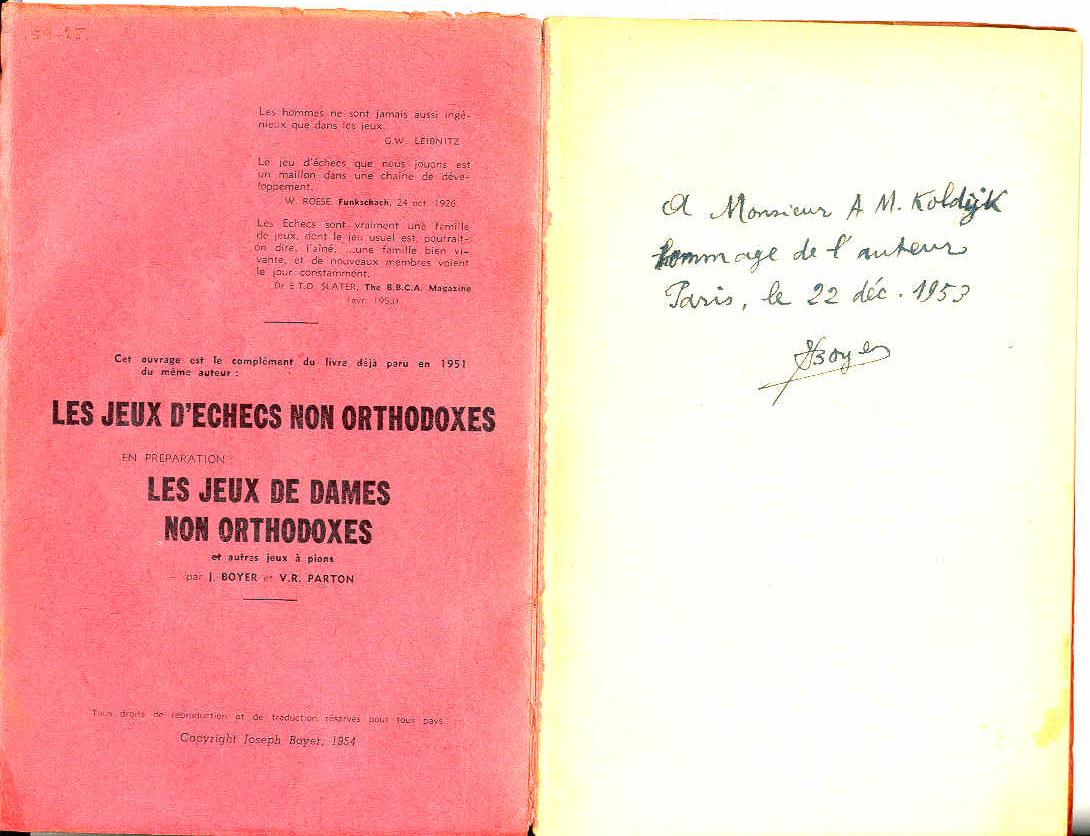 Les hommes ne sont jamais aussi ingé-
nieux que dans les jeux.
G.W. LEIBNITZ
Le jeu d'échecs que nous jouons est
un maillon dans une chaîne de déve-
loppement.
W. ROESE, Funkschach, 24 oct. 1926
Les Echecs sont vraiment une famille
de jeux, dont le jeu usuel est, pourrait-
on dire, l'aîné, ...une famille bien vi-
vante, et de nouveaux membres voient
le jour constamment.
Dr E.T.O. SLATER, The B.B.C.A. Magazine
(avr. 1953)
Cet ouvrage est le complément du livre déjà paru en 1951
du même auteur :
LES JEUX D'ECHECS NON ORTHODOXES
EN PREPARATION :
LES JEUX DE DAMES
NON ORTHODOXES
et autres jeux à pions
par J. BOYER et V.R. PARTON
Tous droits de reproduction et de traduction réservés pour tous pays
Copyright Joseph Boyer, 1954
A Monsieur A M. Koldijk
hommage de l'auteur
Paris, le 22 déc. 1953
JBoyer